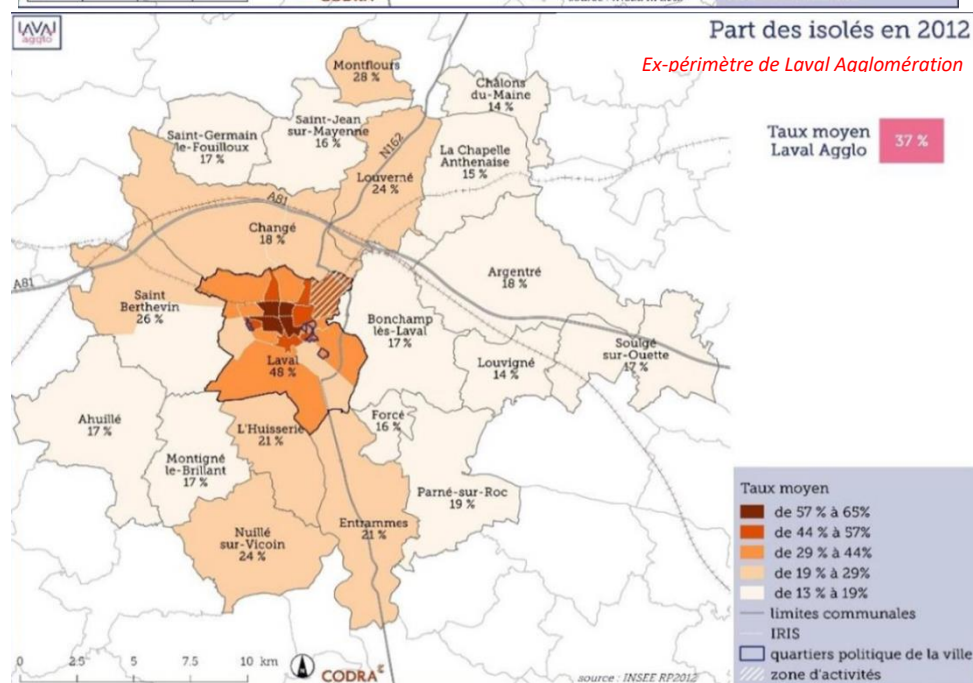 CODRA
source : INSEE RP2012
LAVAL
agglo
Part des isolés en 2012
Ex-périmètre de Laval Agglomération
Taux moyen
Laval Agglo
37 %
Montflours
28 %
Châlons
du-Maine
14 %
Saint-Jean
sur-Mayenne
16 %
Saint-Germain
le-Fouilloux
17 %
N162
La Chapelle
Anthenaise
15 %
Louverné
24 %
A81
Changé
18 %
Argentré
18 %
A81
Saint
Berthevin
26 %
Bonchamp
lès-Laval
17 %
Soulgé
sur-Ouette
17 %
Louvigné
14 %
Laval
48 %
Ahuillé
17 %
Forcé
16 %
L'Huisserie
21 %
Montigné
le-Brillant
17 %
Parné-sur-Roc
19 %
Entrammes
21 %
Nuillé
sur-Vicoin
24 %
Taux moyen
de 57 % à 65%
de 44 % à 57%
de 29 % à 44%
de 19 % à 29%
de 13 % à 19%
limites communales
IRIS
quartiers politique de la ville
zone d'activités
0 2.5 5 10 km
CODRA
source : INSEE RP2012